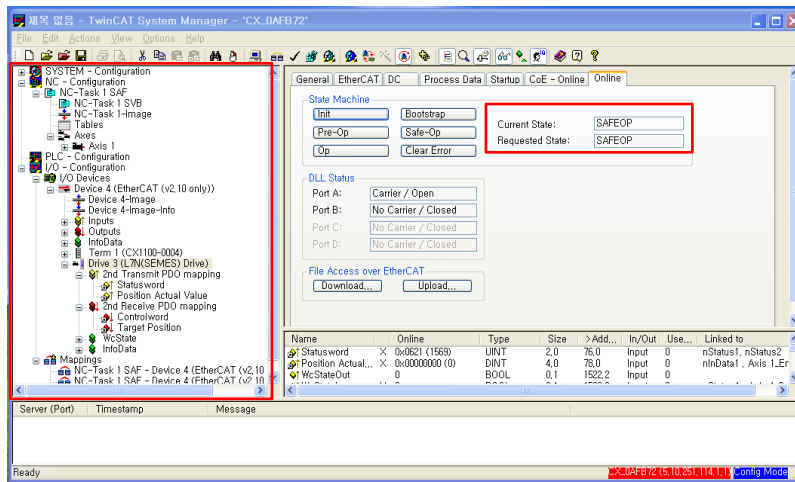 제목 없음 - TwinCAT System Manager - 'CX_0AFB72'
File Edit Actions View Options Help
SYSTEM - Configuration
NC - Configuration
NC-Task 1 SAF
NC-Task 1 SVB
NC-Task 1-Image
Tables
Axes
Axis 1
PLC - Configuration
I/O - Configuration
I/O Devices
Device 4 (EtherCAT (v2,10 only))
Device 4-Image
Device 4-Image-Info
Inputs
Outputs
InfoData
Term 1 (CX1100-0004)
Drive 3 (L7N(SEMES) Drive)
2nd Transmit PDO mapping
Statusword
Position Actual Value
2nd Receive PDO mapping
Controlword
Target Position
WcState
InfoData
Mappings
NC-Task 1 SAF - Device 4 (EtherCAT (v2,10
NC-Task 1 SAF - Device 4 (EtherCAT (v2,10
General EtherCAT DC Process Data Startup CoE - Online Online
State Machine
Init Bootstrap
Pre-Op Safe-Op
Op Clear Error
Current State: SAFEOP
Requested State: SAFEOP
DLL Status
Port A: Carrier / Open
Port B: No Carrier / Closed
Port C: No Carrier / Closed
Port D: No Carrier / Closed
File Access over EtherCAT
Download... Upload...
Name Online Type Size >Add... In/Out Use... Linked to
Statusword X 0x0621 (1569) UINT 2,0 76,0 Input 0 nStatus1, nStatus2
Position Actual... X 0x00000000 (0) DINT 4,0 78,0 Input 0 nInData1 , Axis 1_Er
WcStateOut 0 BOOL 0,1 1522,2 Input 0
Server (Port) Timestamp Message
Ready CX_0AFB72 (5,10,251,114,1,1) Config Mode